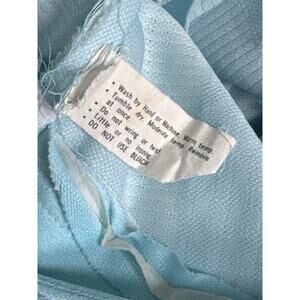 • Wash by Hand or Machine. Warm temp.
• Tumble dry. Moderate temp. Remove
at once.
• Do not wring or twist
Little or no ironing
DO NOT USE BLEACH